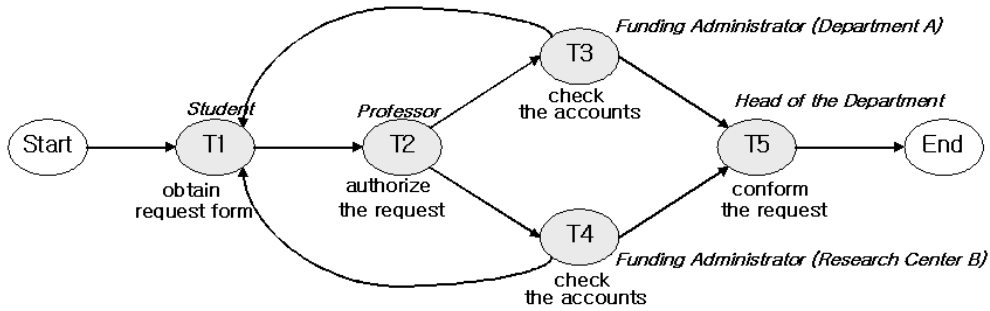 Funding Administrator (Department A)
T3
check
the accounts
Student
Professor
Head of the Department
Start
T1
T2
T5
End
obtain
request form
authorize
the request
conform
the request
T4
Funding Administrator (Research Center B)
check
the accounts